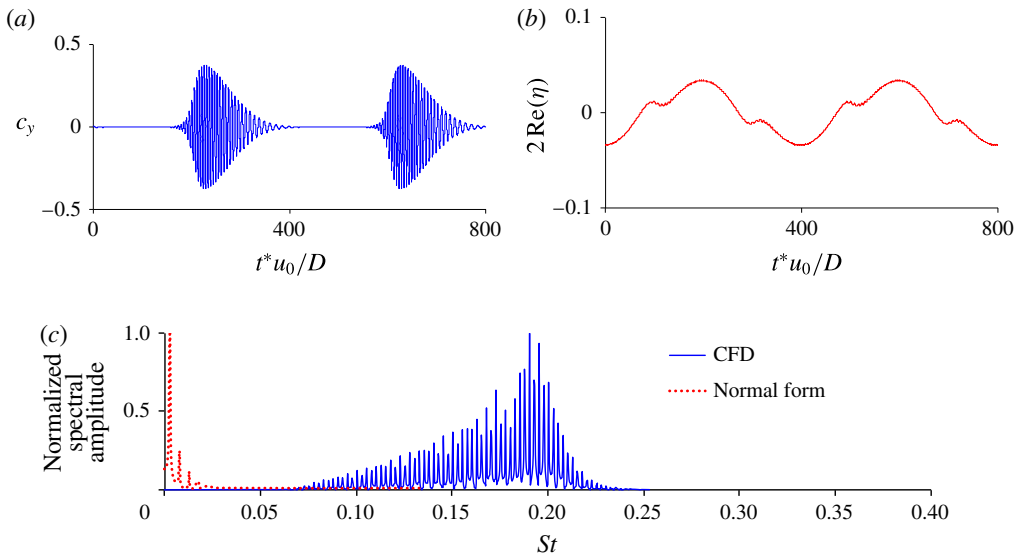 (a)
0.5
c_y
0
−0.5
0
400
800
t*u₀/D
(b)
0.1
2 Re(η)
0
−0.1
0
400
800
t*u₀/D
(c)
1.0
Normalized
spectral
amplitude
0.5
CFD
Normal form
0
0.05
0.10
0.15
0.20
0.25
0.30
0.35
0.40
St